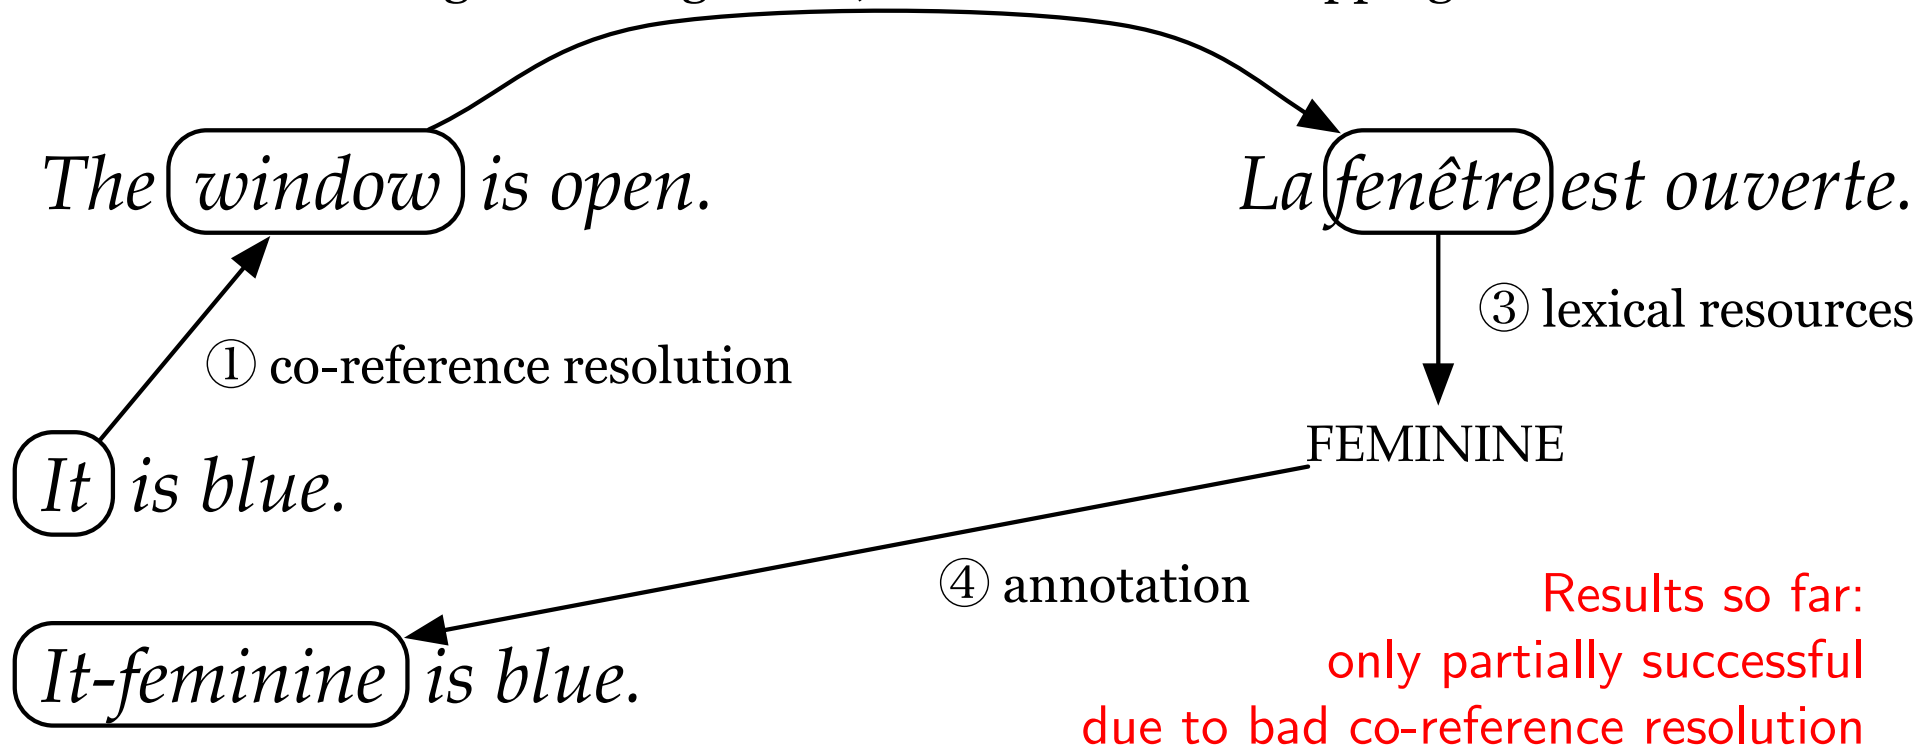 The window is open.
La fenêtre est ouverte.
③ lexical resources
① co-reference resolution
FEMININE
It is blue.
④ annotation
Results so far:
only partially successful
due to bad co-reference resolution
It-feminine is blue.